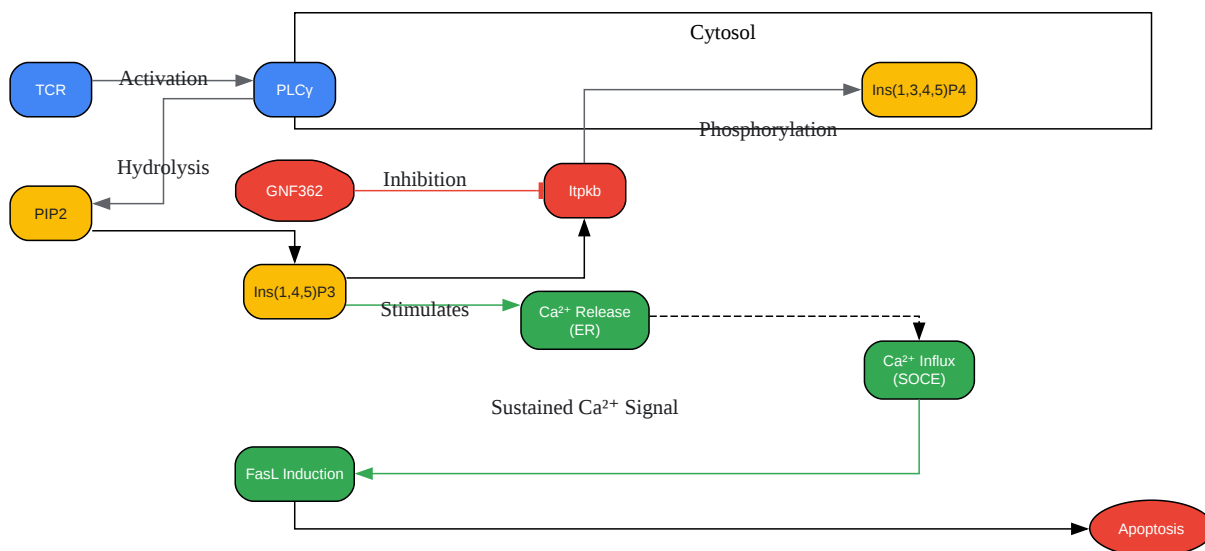 Cytosol
TCR
Activation
PLCγ
Ins(1,3,4,5)P4
Phosphorylation
Hydrolysis
GNF362
Inhibition
Itpkb
PIP2
Ins(1,4,5)P3
Stimulates
Ca²⁺ Release
(ER)
Ca²⁺ Influx
(SOCE)
Sustained Ca²⁺ Signal
FasL Induction
Apoptosis